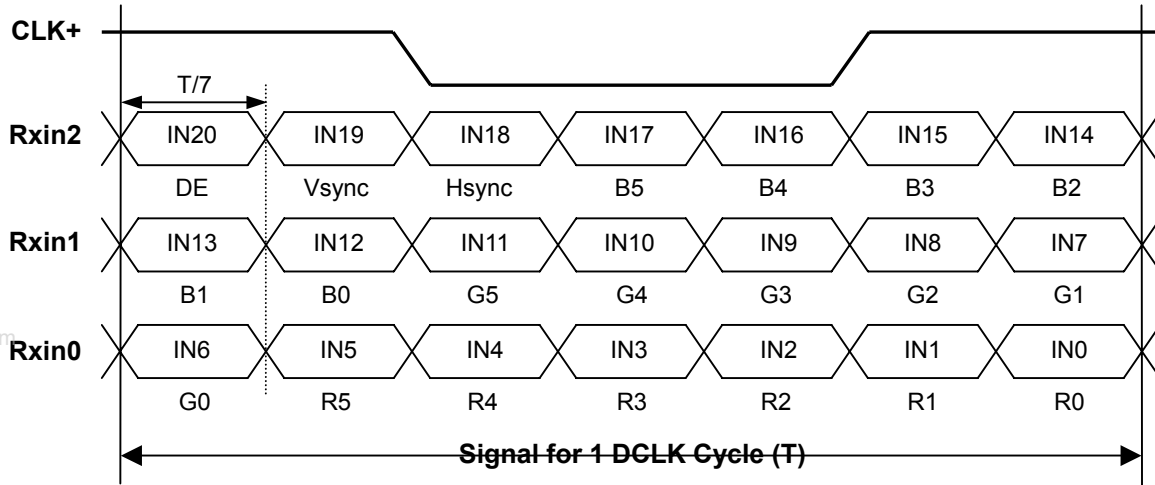 CLK+
T/7
Rxin2 IN20 IN19 IN18 IN17 IN16 IN15 IN14
DE Vsync Hsync B5 B4 B3 B2
Rxin1 IN13 IN12 IN11 IN10 IN9 IN8 IN7
B1 B0 G5 G4 G3 G2 G1
m
Rxin0 IN6 IN5 IN4 IN3 IN2 IN1 IN0
G0 R5 R4 R3 R2 R1 R0
Signal for 1 DCLK Cycle (T)